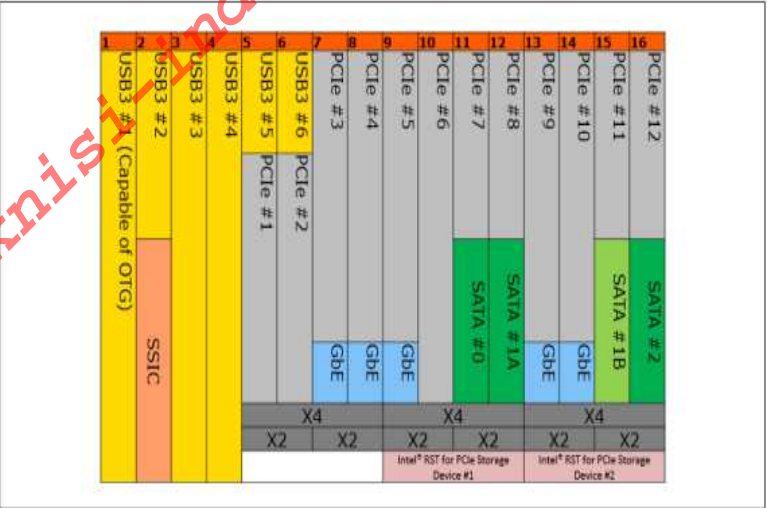 1 2 3 4 5 6 7 8 9 10 11 12 13 14 15 16
USB3 #1 (Capable of OTG)
USB3 #2
SSIC
USB3 #3
USB3 #4
USB3 #5
PCIe #1
USB3 #6
PCIe #2
PCIe #3
GbE
PCIe #4
GbE
PCIe #5
GbE
PCIe #6
PCIe #7
SATA #0
PCIe #8
SATA #1A
PCIe #9
GbE
PCIe #10
GbE
PCIe #11
SATA #1B
PCIe #12
SATA #2
X4 X4 X4
X2 X2 X2 X2 X2 X2
Intel® RST for PCIe Storage
Device #1
Intel® RST for PCIe Storage
Device #2